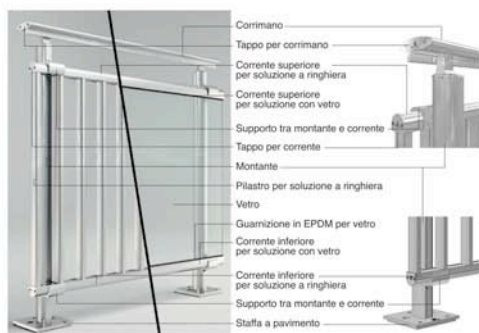 Corrimano
Tappo per corrimano
Corrente superiore
per soluzione a ringhiera
Corrente superiore
per soluzione con vetro
Supporto tra montante e corrente
Tappo per corrente
Montante
Pilastro per soluzione a ringhiera
Vetro
Guarnizione in EPDM per vetro
Corrente inferiore
per soluzione con vetro
Corrente inferiore
per soluzione a ringhiera
Supporto tra montante e corrente
Staffa a pavimento